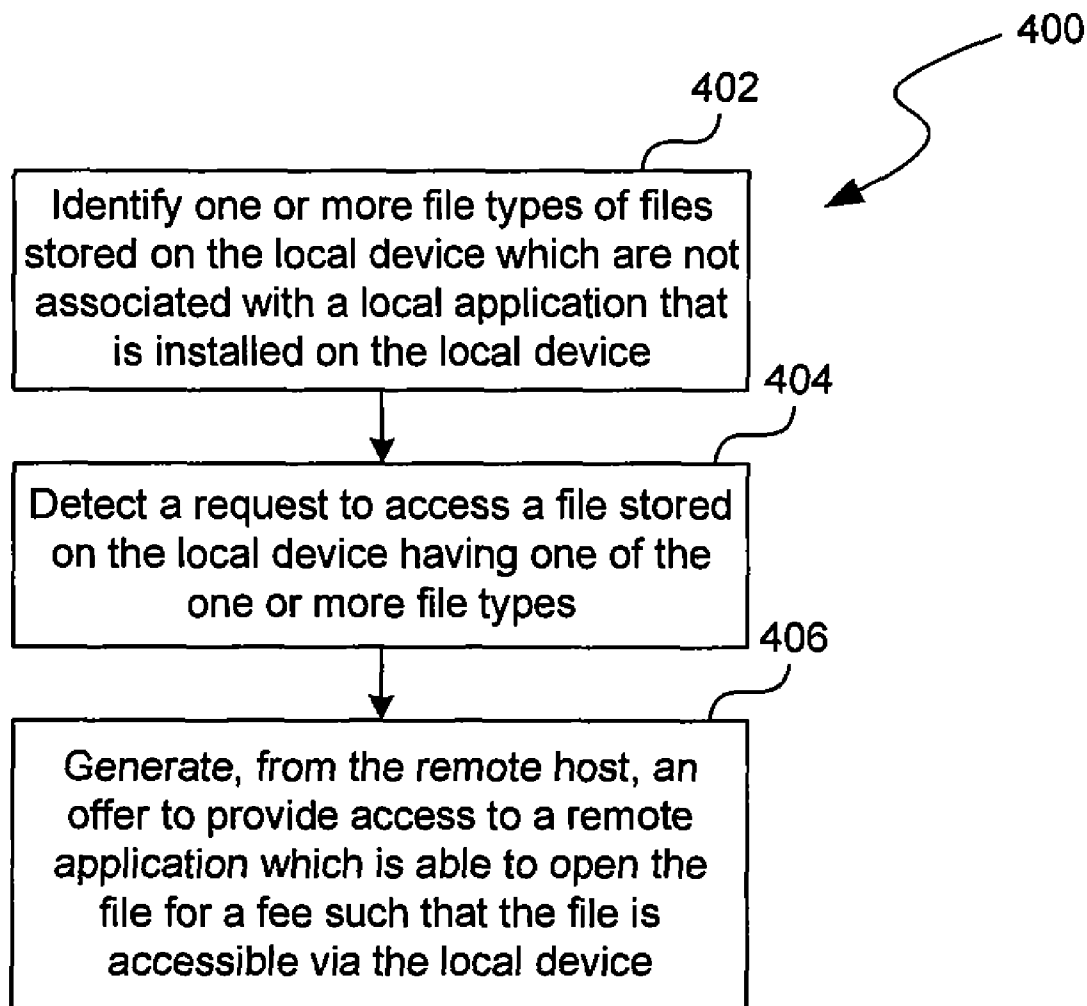 400
402
Identify one or more file types of files
stored on the local device which are not
associated with a local application that
is installed on the local device
404
Detect a request to access a file stored
on the local device having one of the
one or more file types
406
Generate, from the remote host, an
offer to provide access to a remote
application which is able to open the
file for a fee such that the file is
accessible via the local device